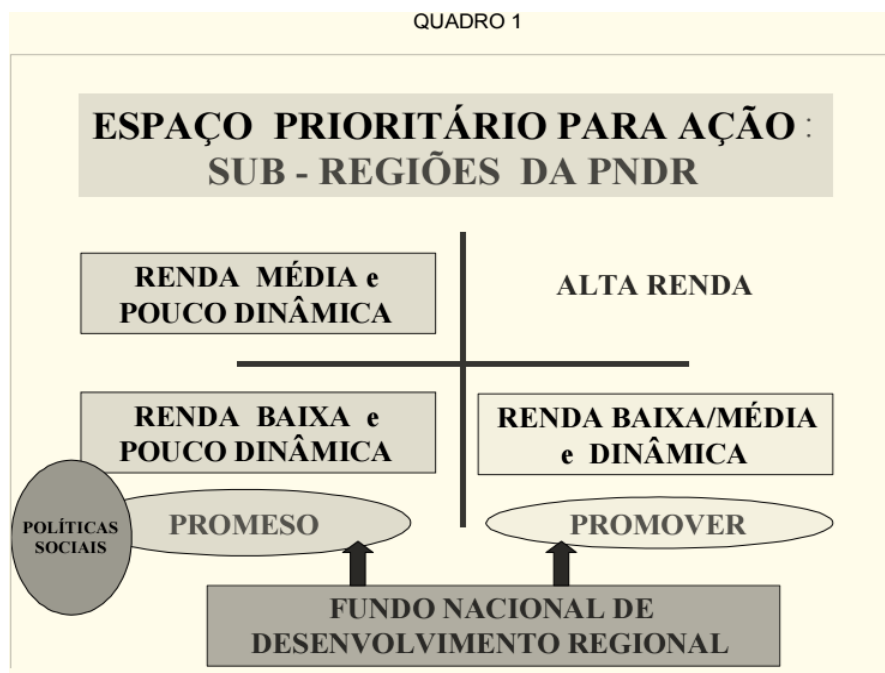 QUADRO 1
ESPAÇO PRIORITÁRIO PARA AÇÃO :
SUB - REGIÕES DA PNDR
RENDA MÉDIA e
POUCO DINÂMICA
ALTA RENDA
RENDA BAIXA e
POUCO DINÂMICA
RENDA BAIXA/MÉDIA
e DINÂMICA
POLÍTICAS
SOCIAIS
PROMESO
PROMOVER
FUNDO NACIONAL DE
DESENVOLVIMENTO REGIONAL